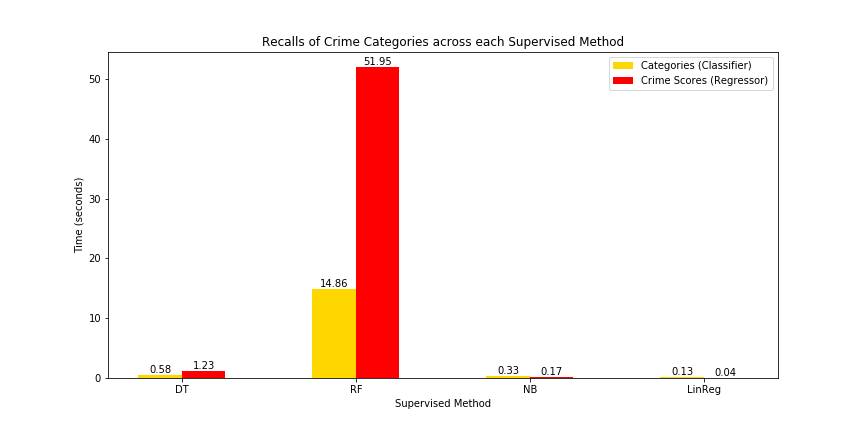 Recalls of Crime Categories across each Supervised Method
Categories (Classifier)
Crime Scores (Regressor)
Time (seconds)
50
40
30
20
10
0
0.58
1.23
14.86
51.95
0.33
0.17
0.13
0.04
DT
RF
NB
LinReg
Supervised Method